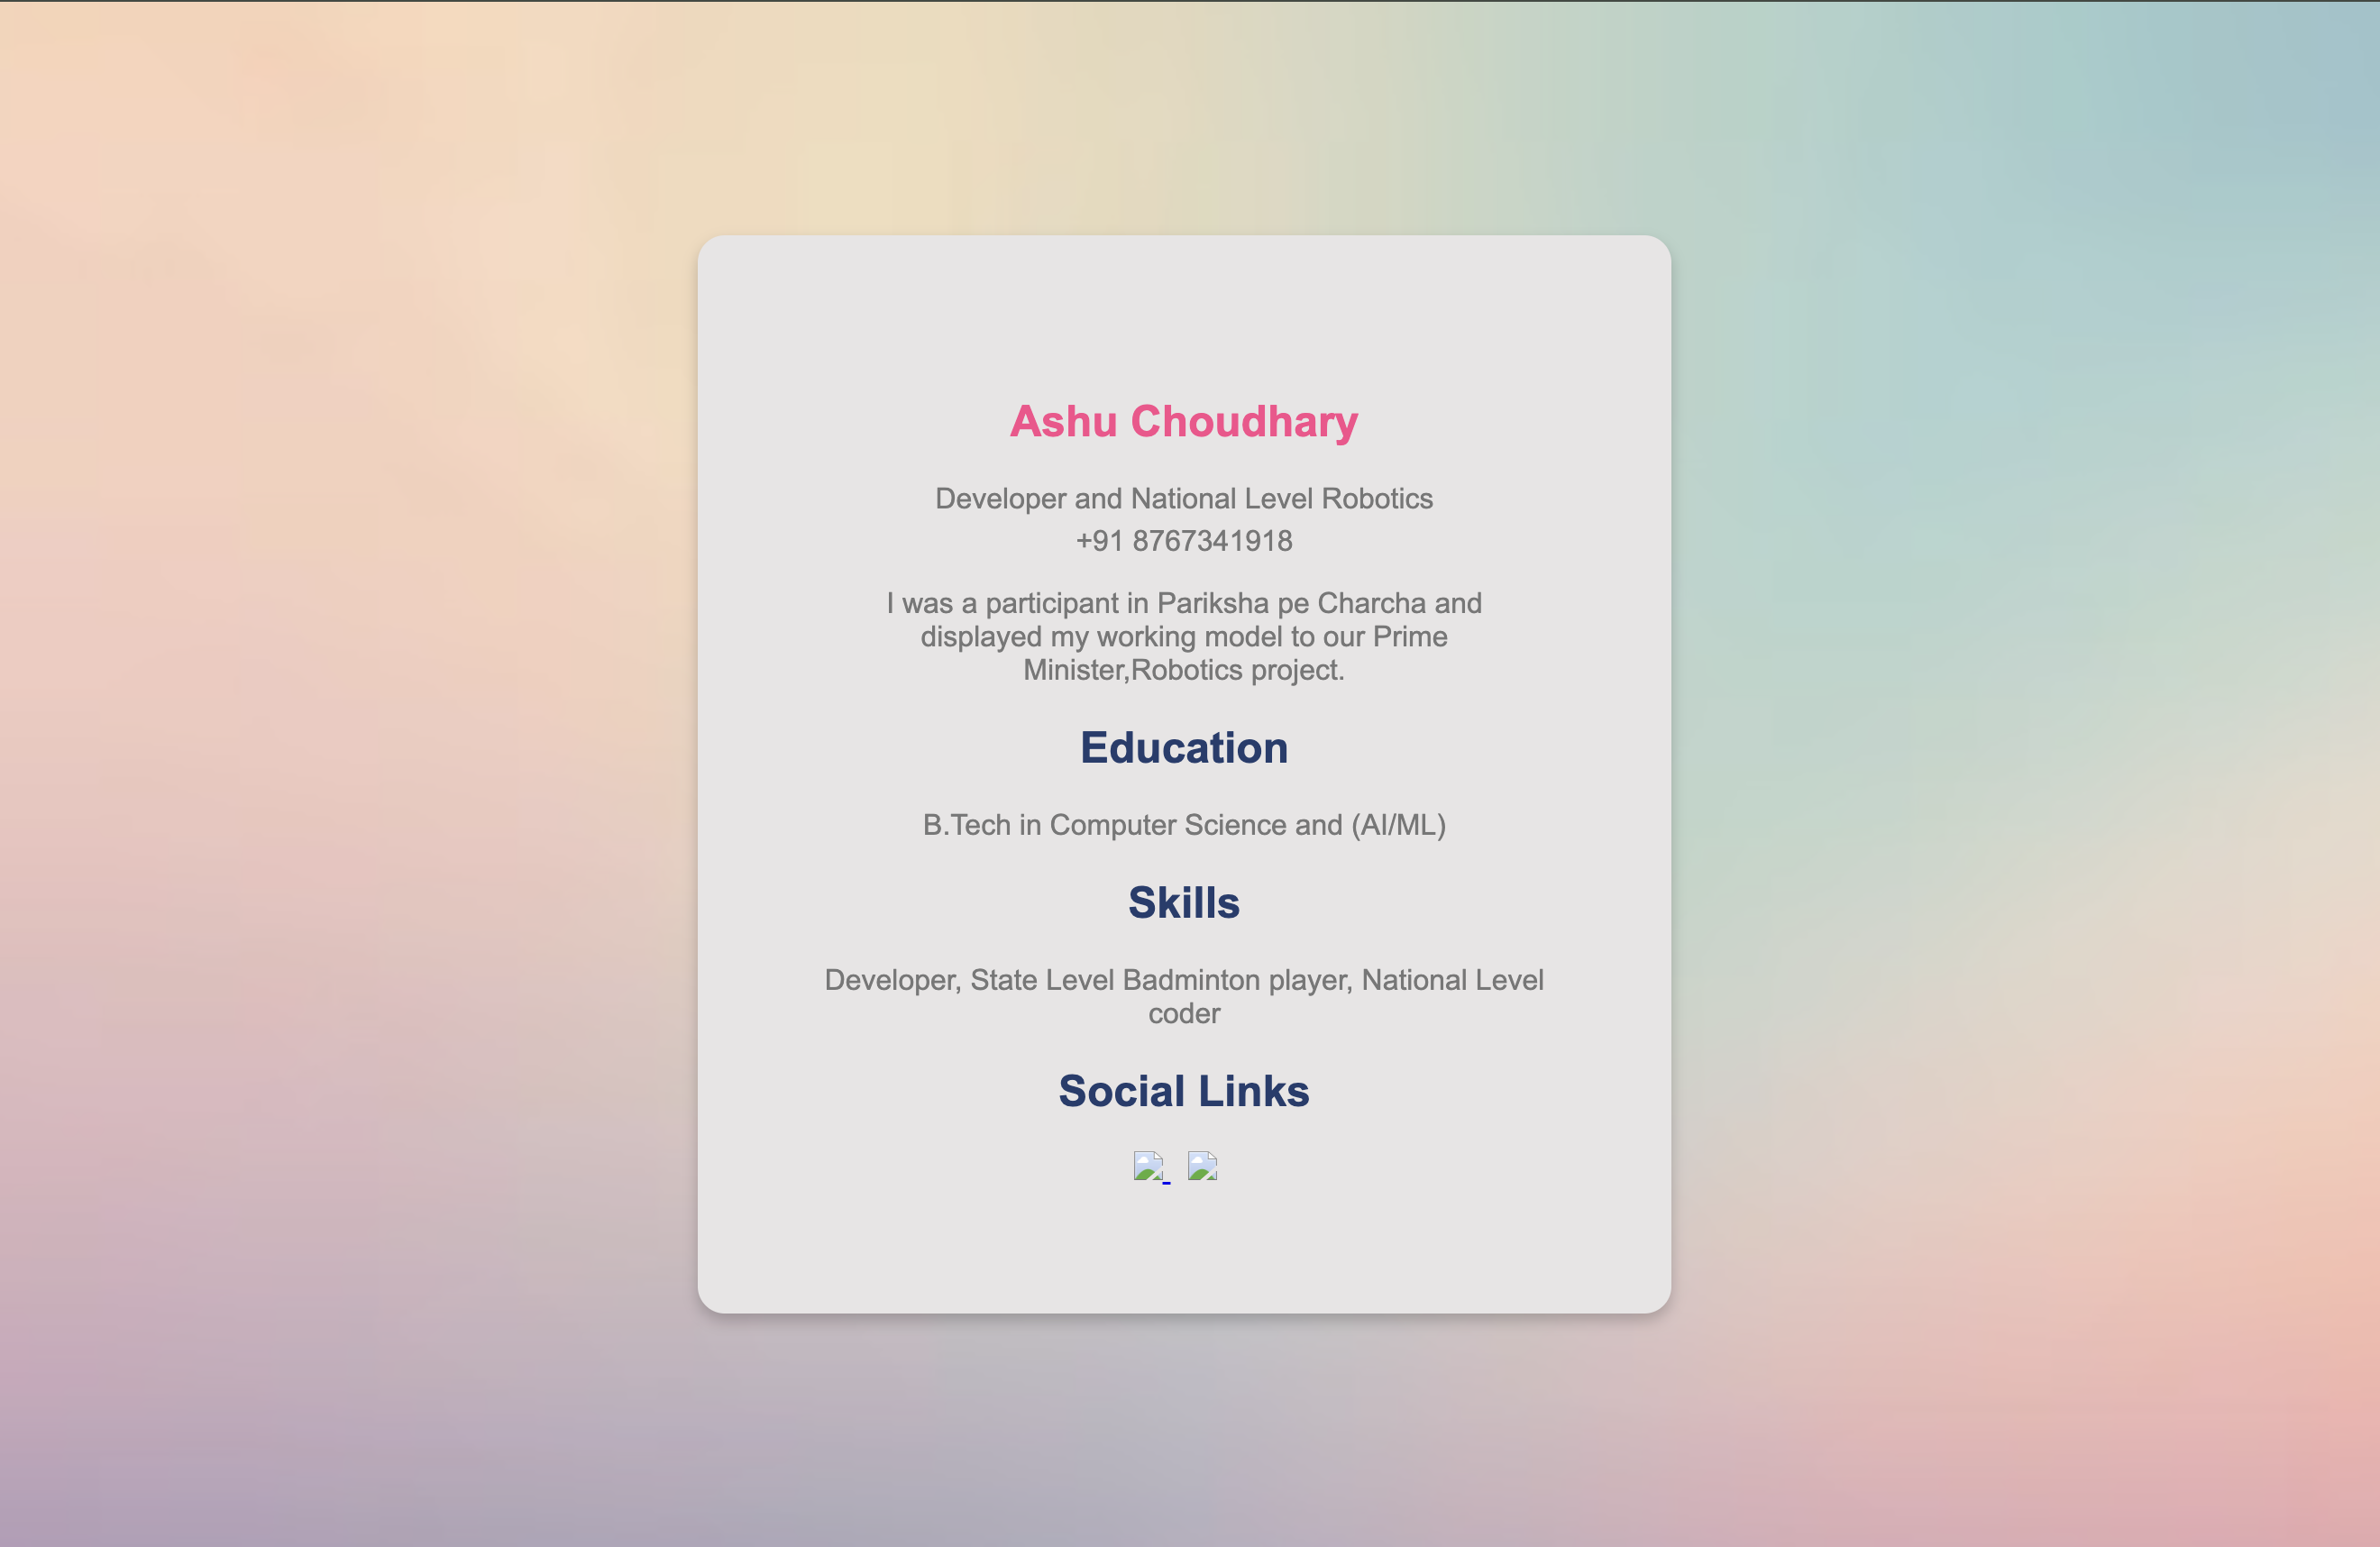 Ashu Choudhary
Developer and National Level Robotics
+91 8767341918
I was a participant in Pariksha pe Charcha and
displayed my working model to our Prime
Minister,Robotics project.
Education
B.Tech in Computer Science and (AI/ML)
Skills
Developer, State Level Badminton player, National Level
coder
Social Links